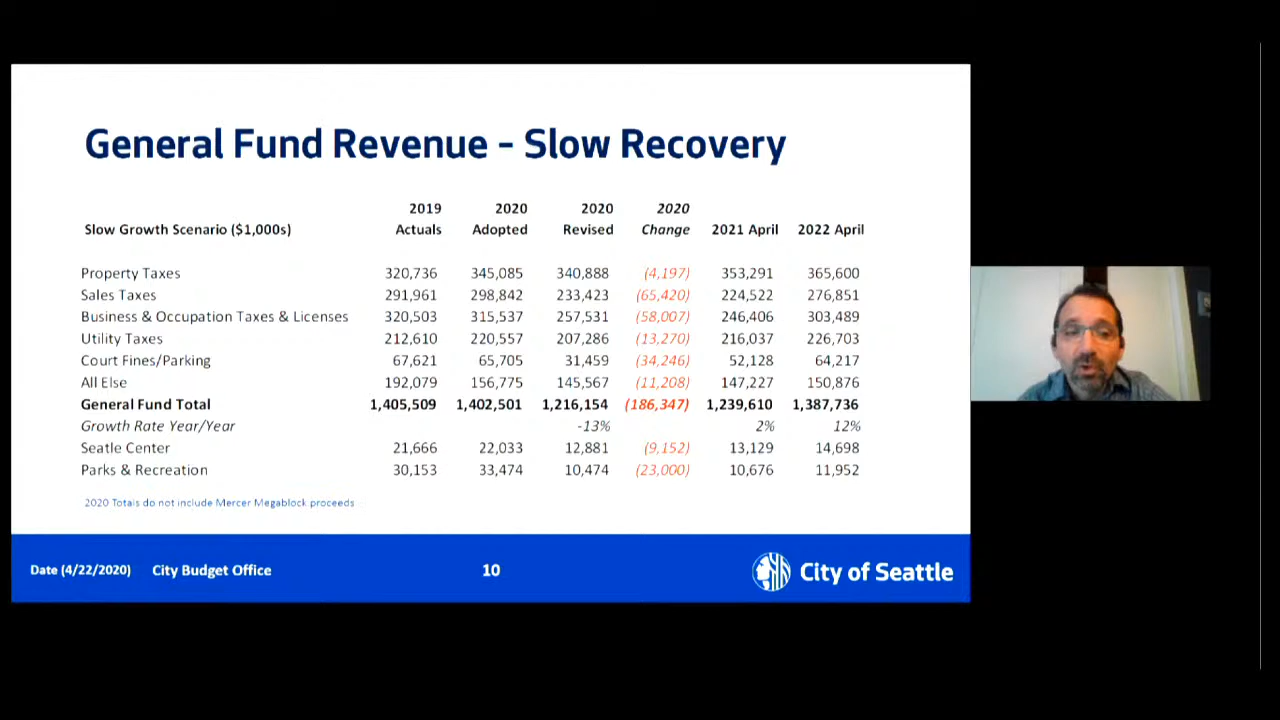 General Fund Revenue - Slow Recovery
2019 2020 2020 2020
Slow Growth Scenario ($1,000s) Actuals Adopted Revised Change 2021 April 2022 April
Property Taxes 320,736 345,085 340,888 (4,197) 353,291 365,600
Sales Taxes 291,961 298,842 233,423 (65,420) 224,522 276,851
Business & Occupation Taxes & Licenses 320,503 315,537 257,531 (58,007) 246,406 303,489
Utility Taxes 212,610 220,557 207,286 (13,270) 216,037 226,703
Court Fines/Parking 67,621 65,705 31,459 (34,246) 52,128 64,217
All Else 192,079 156,775 145,567 (11,208) 147,227 150,876
General Fund Total 1,405,509 1,402,501 1,216,154 (186,347) 1,239,610 1,387,736
Growth Rate Year/Year -13% 2% 12%
Seatle Center 21,666 22,033 12,881 (9,152) 13,129 14,698
Parks & Recreation 30,153 33,474 10,474 (23,000) 10,676 11,952
2020 Totals do not include Mercer Megablock proceeds
Date (4/22/2020) City Budget Office 10 City of Seattle